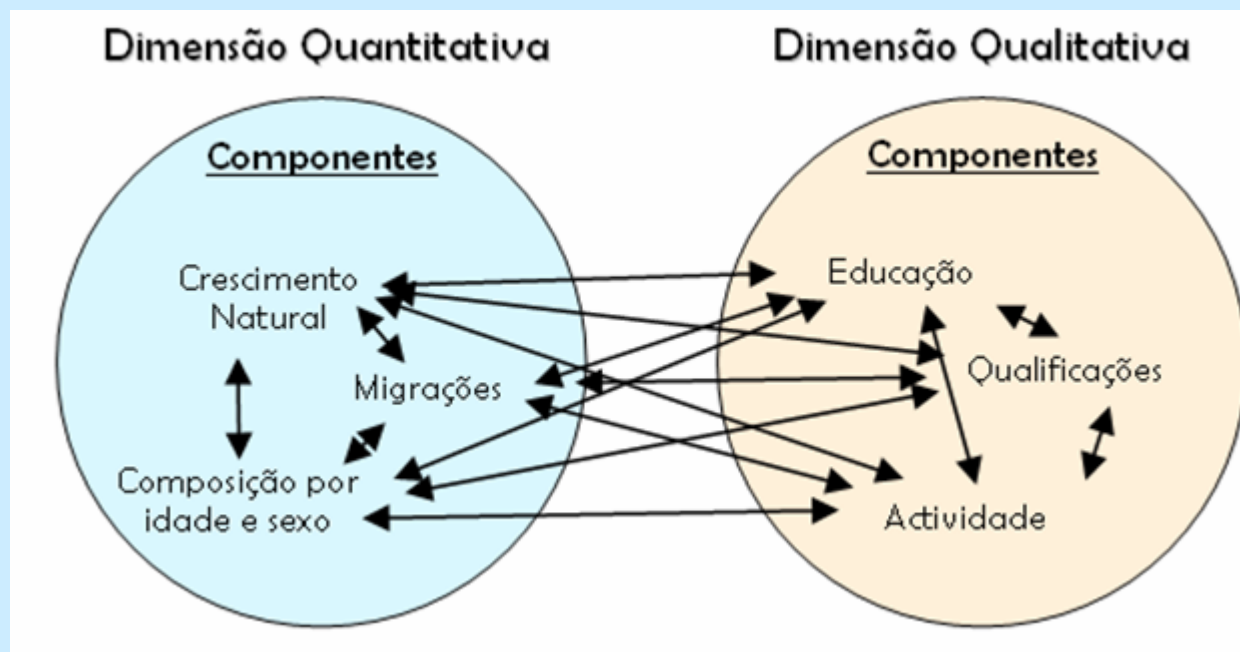 Dimensão Quantitativa
Componentes
Crescimento
Natural
Migrações
Composição por
idade e sexo
Dimensão Qualitativa
Componentes
Educação
Qualificações
Actividade